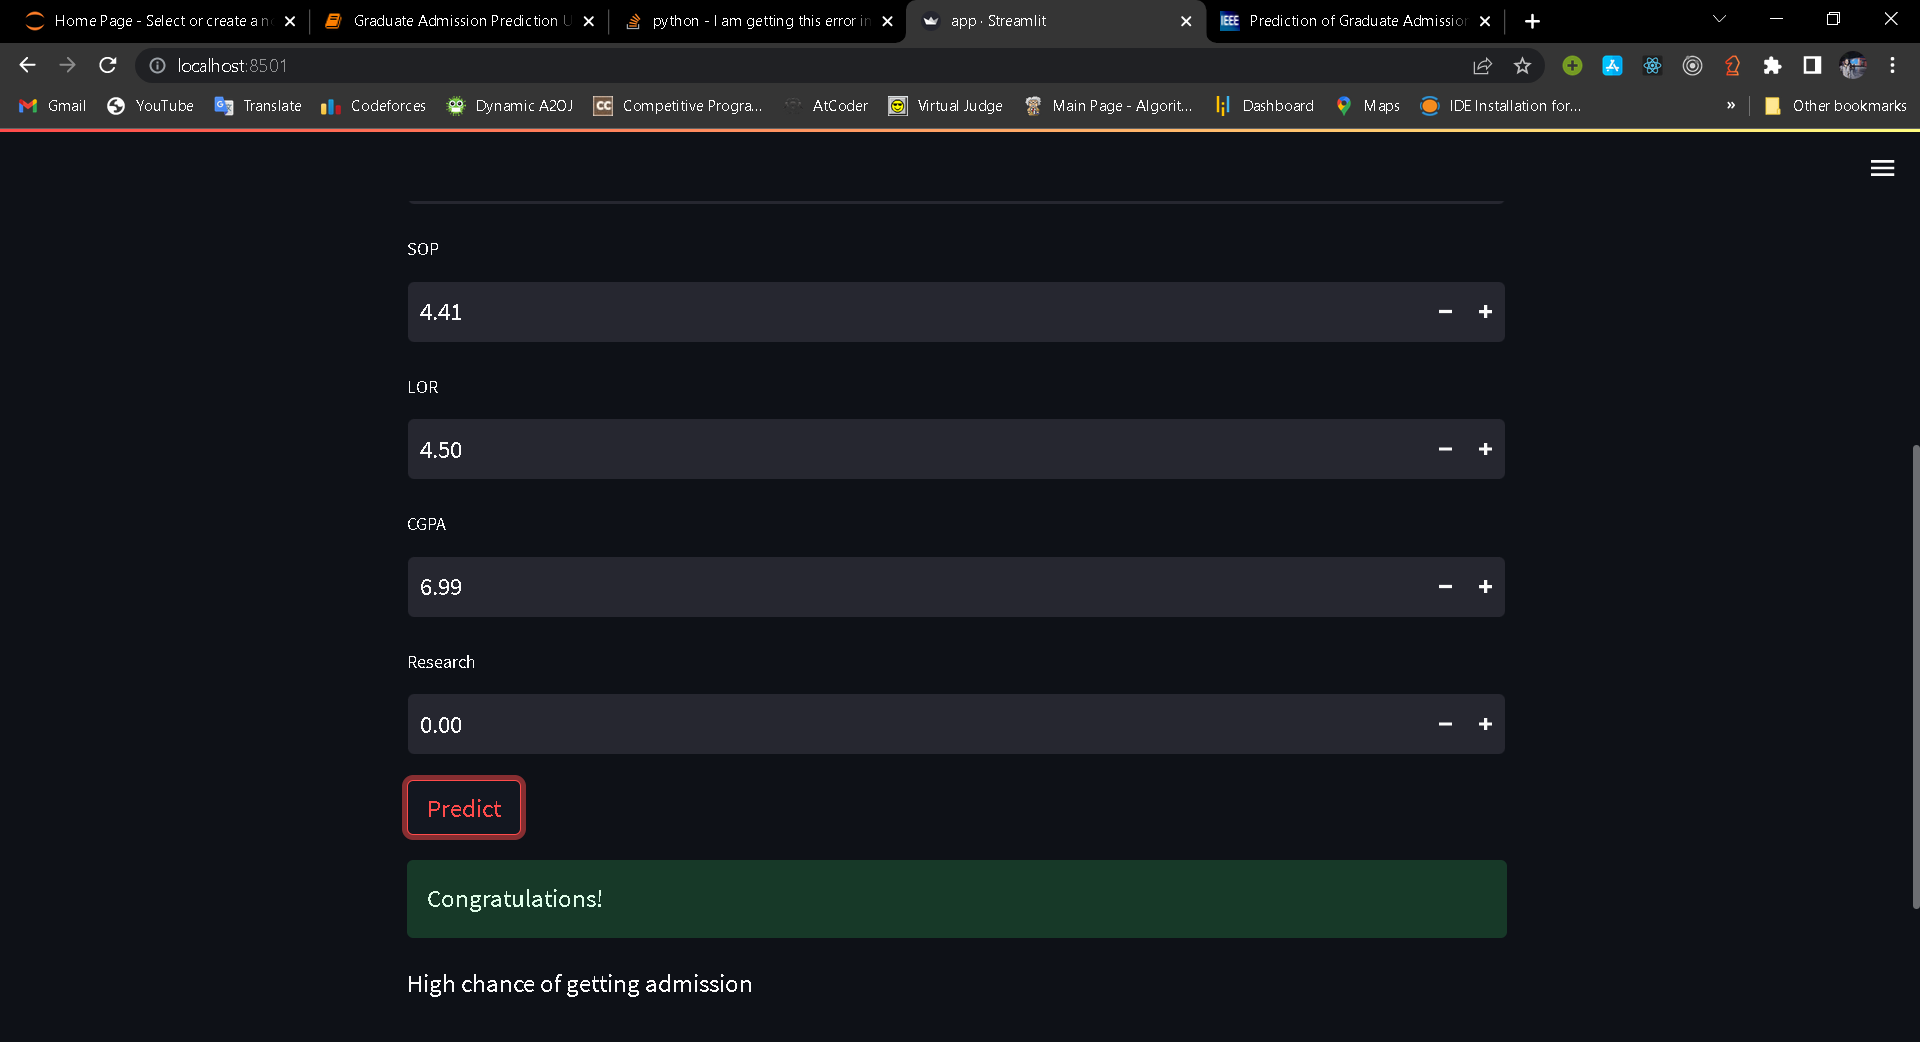 Home Page - Select or create a n
Graduate Admission Prediction U
python - I am getting this error in
app · Streamlit
Prediction of Graduate Admission
localhost:8501
Gmail
YouTube
Translate
Codeforces
Dynamic A2OJ
Competitive Progra...
AtCoder
Virtual Judge
Main Page - Algorit...
Dashboard
Maps
IDE Installation for...
»
Other bookmarks
SOP
4.41
LOR
4.50
CGPA
6.99
Research
0.00
Predict
Congratulations!
High chance of getting admission